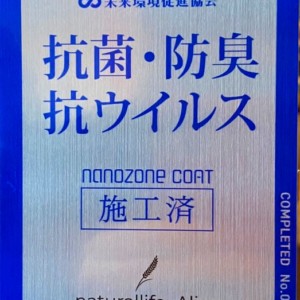 未来環境促進協会
抗菌・防臭
抗ウイルス
nanozone COAT
施工済
COMPLETED No.0
naturallife Ali